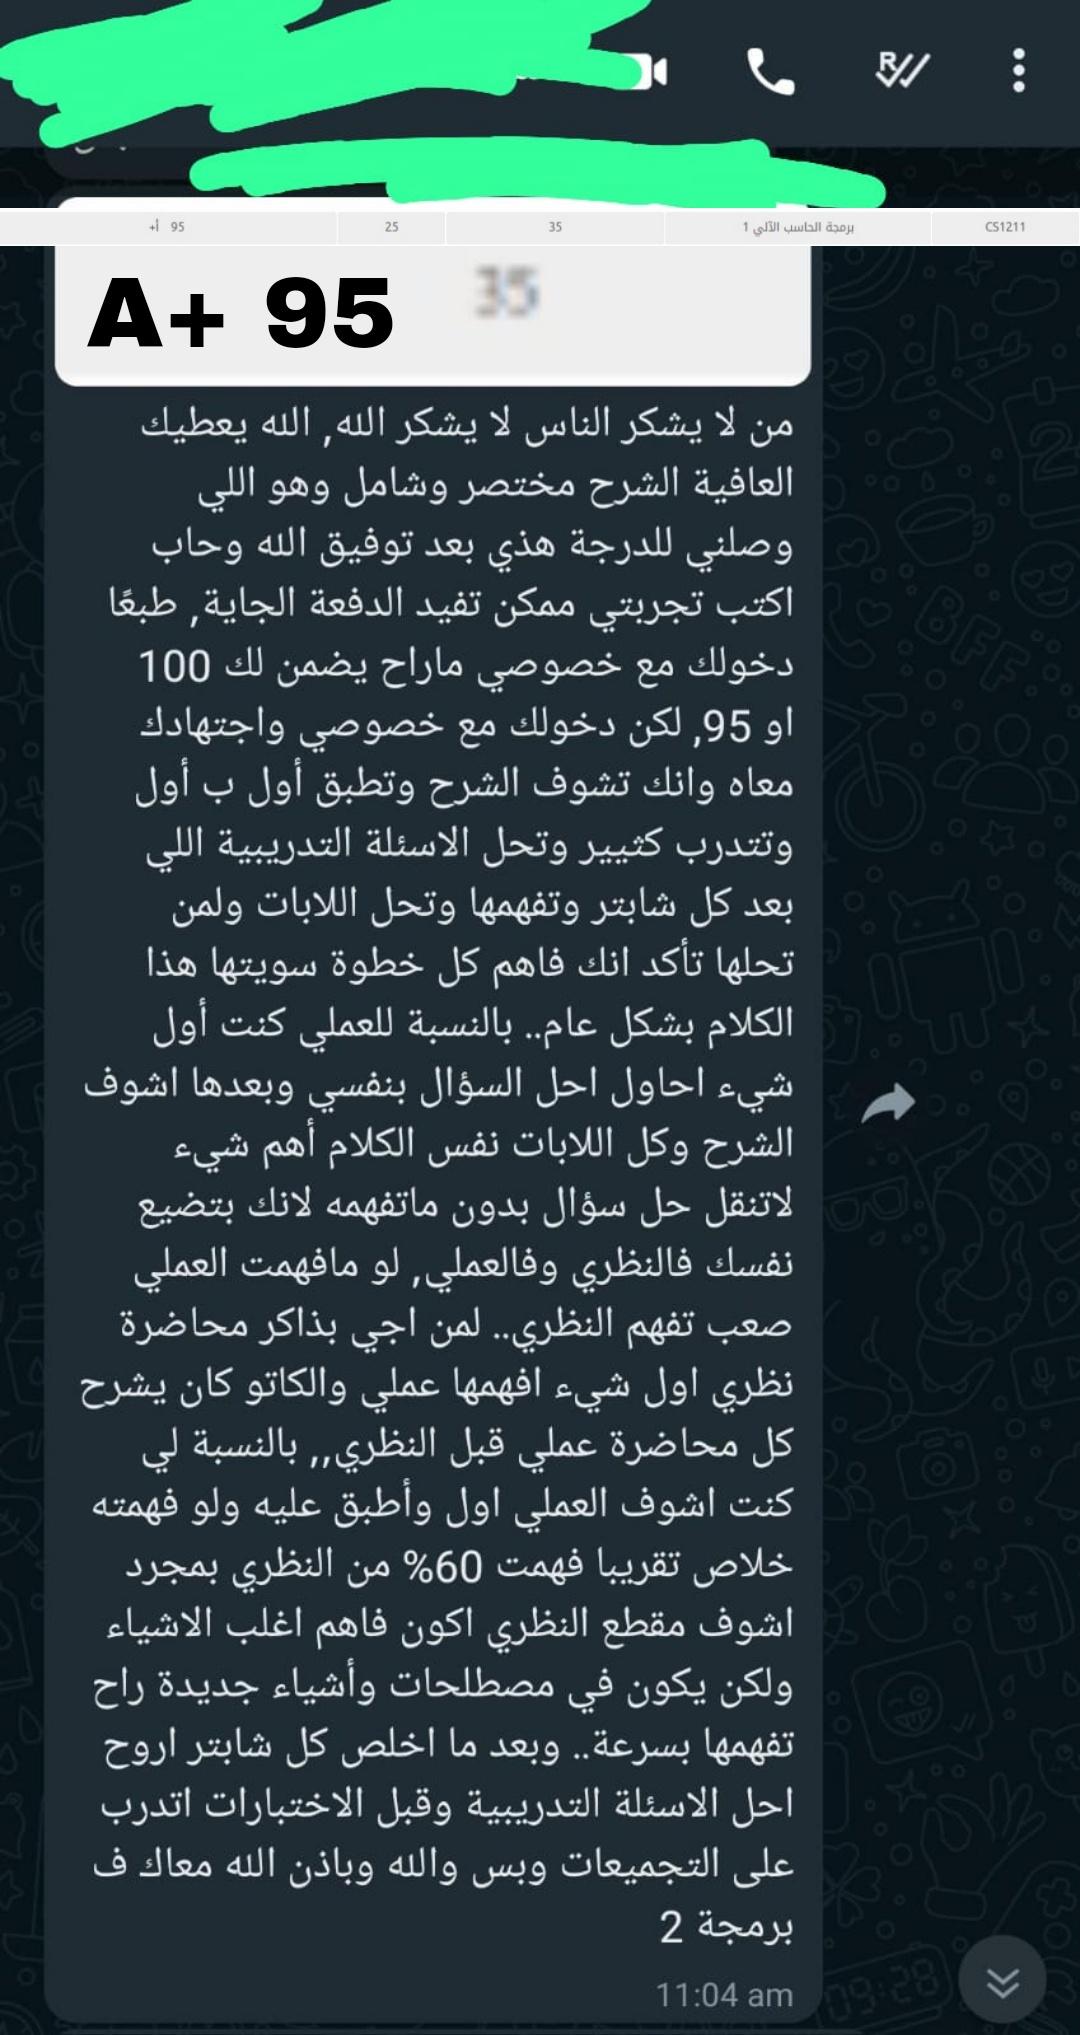 CS1211 برمجة الحاسب الآلي 1 35 25 95 أ+
A+ 95 35
من لا يشكر الناس لا يشكر الله, الله يعطيك
العافية الشرح مختصر وشامل وهو اللي
وصلني للدرجة هذي بعد توفيق الله وحاب
اكتب تجربتي ممكن تفيد الدفعة الجاية, طبعًا
دخولك مع خصوصي ماراح يضمن لك 100
او 95, لكن دخولك مع خصوصي واجتهادك
معاه وانك تشوف الشرح وتطبق أول ب أول
وتتدرب كثيير وتحل الاسئلة التدريبية اللي
بعد كل شابتر وتفهمها وتحل اللابات ولمن
تحلها تأكد انك فاهم كل خطوة سويتها هذا
الكلام بشكل عام.. بالنسبة للعملي كنت أول
شيء احاول احل السؤال بنفسي وبعدها اشوف
الشرح وكل اللابات نفس الكلام أهم شيء
لاتنقل حل سؤال بدون ماتفهمه لانك بتضيع
نفسك فالنظري وفالعملي, لو مافهمت العملي
صعب تفهم النظري.. لمن اجي بذاكر محاضرة
نظري اول شيء افهمها عملي والكاتو كان يشرح
كل محاضرة عملي قبل النظري,, بالنسبة لي
كنت اشوف العملي اول وأطبق عليه ولو فهمته
خلاص تقريبا فهمت 60% من النظري بمجرد
اشوف مقطع النظري اكون فاهم اغلب الاشياء
ولكن يكون في مصطلحات وأشياء جديدة راح
تفهمها بسرعة.. وبعد ما اخلص كل شابتر اروح
احل الاسئلة التدريبية وقبل الاختبارات اتدرب
على التجميعات وبس والله وباذن الله معاك ف
برمجة 2
11:04 am